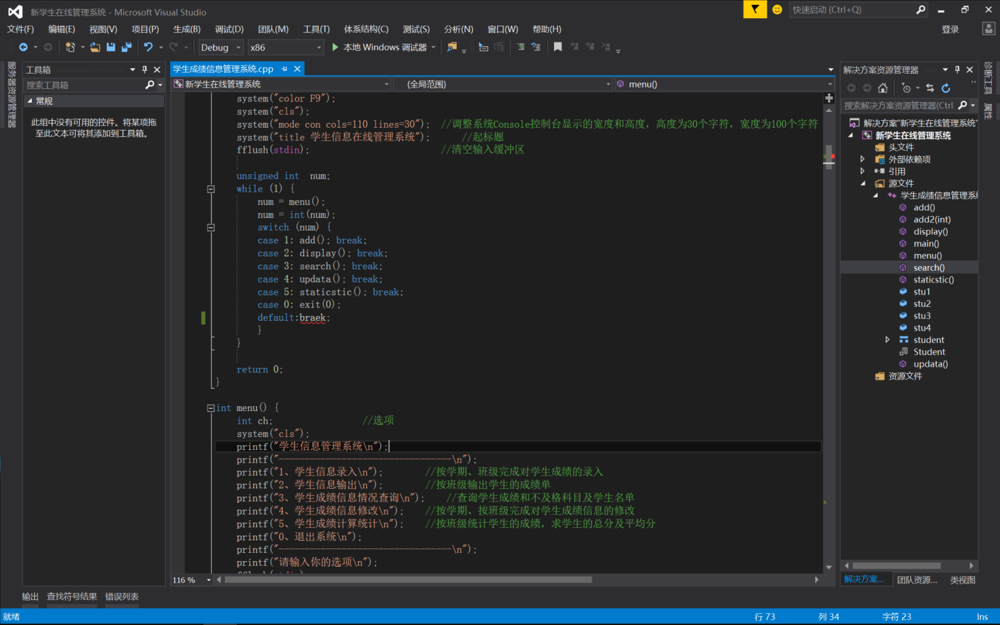 新学生在线管理系统 - Microsoft Visual Studio
快速启动 (Ctrl+Q)
文件(F) 编辑(E) 视图(V) 项目(P) 生成(B) 调试(D) 团队(M) 工具(T) 体系结构(C) 测试(S) 分析(N) 窗口(W) 帮助(H) 登录
Debug x86 本地 Windows 调试器
服务器资源管理器
工具箱
搜索工具箱
常规
此组中没有可用的控件。将某项拖
至此文本可将其添加到工具箱。
学生成绩信息管理系统.cpp
新学生在线管理系统 (全局范围) menu()
system("color F9");
system("cls");
system("mode con cols=110 lines=30"); //调整系统Console控制台显示的宽度和高度，高度为30个字符，宽度为100个字符
system("title 学生信息在线管理系统"); //起标题
fflush(stdin); //清空输入缓冲区
unsigned int num;
while (1) {
num = menu();
num = int(num);
switch (num) {
case 1: add(); break;
case 2: display(); break;
case 3: search(); break;
case 4: updata(); break;
case 5: staticstic(); break;
case 0: exit(0);
default:braek;
}
}
return 0;
}
int menu() {
int ch; //选项
system("cls");
printf("学生信息管理系统\n");
printf("---------------------------------\n");
printf("1、学生信息录入\n"); //按学期、班级完成对学生成绩的录入
printf("2、学生信息输出\n"); //按班级输出学生的成绩单
printf("3、学生成绩信息情况查询\n"); //查询学生成绩和不及格科目及学生名单
printf("4、学生成绩信息修改\n"); //按学期、按班级完成对学生成绩信息的修改
printf("5、学生成绩计算统计\n"); //按班级统计学生的成绩，求学生的总分及平均分
printf("0、退出系统\n");
printf("---------------------------------\n");
printf("请输入你的选项\n");
116 %
解决方案资源管理器
搜索解决方案资源管理器(Ctrl
解决方案"新学生在线管理系统"
新学生在线管理系统
头文件
外部依赖项
引用
源文件
学生成绩信息管理系
add()
add2(int)
display()
main()
menu()
search()
staticstic()
stu1
stu2
stu3
stu4
student
Student
updata()
资源文件
解决方案... 团队资源... 类视图
诊断工具
属性
输出 查找符号结果 错误列表
就绪 行 73 列 34 字符 23 Ins